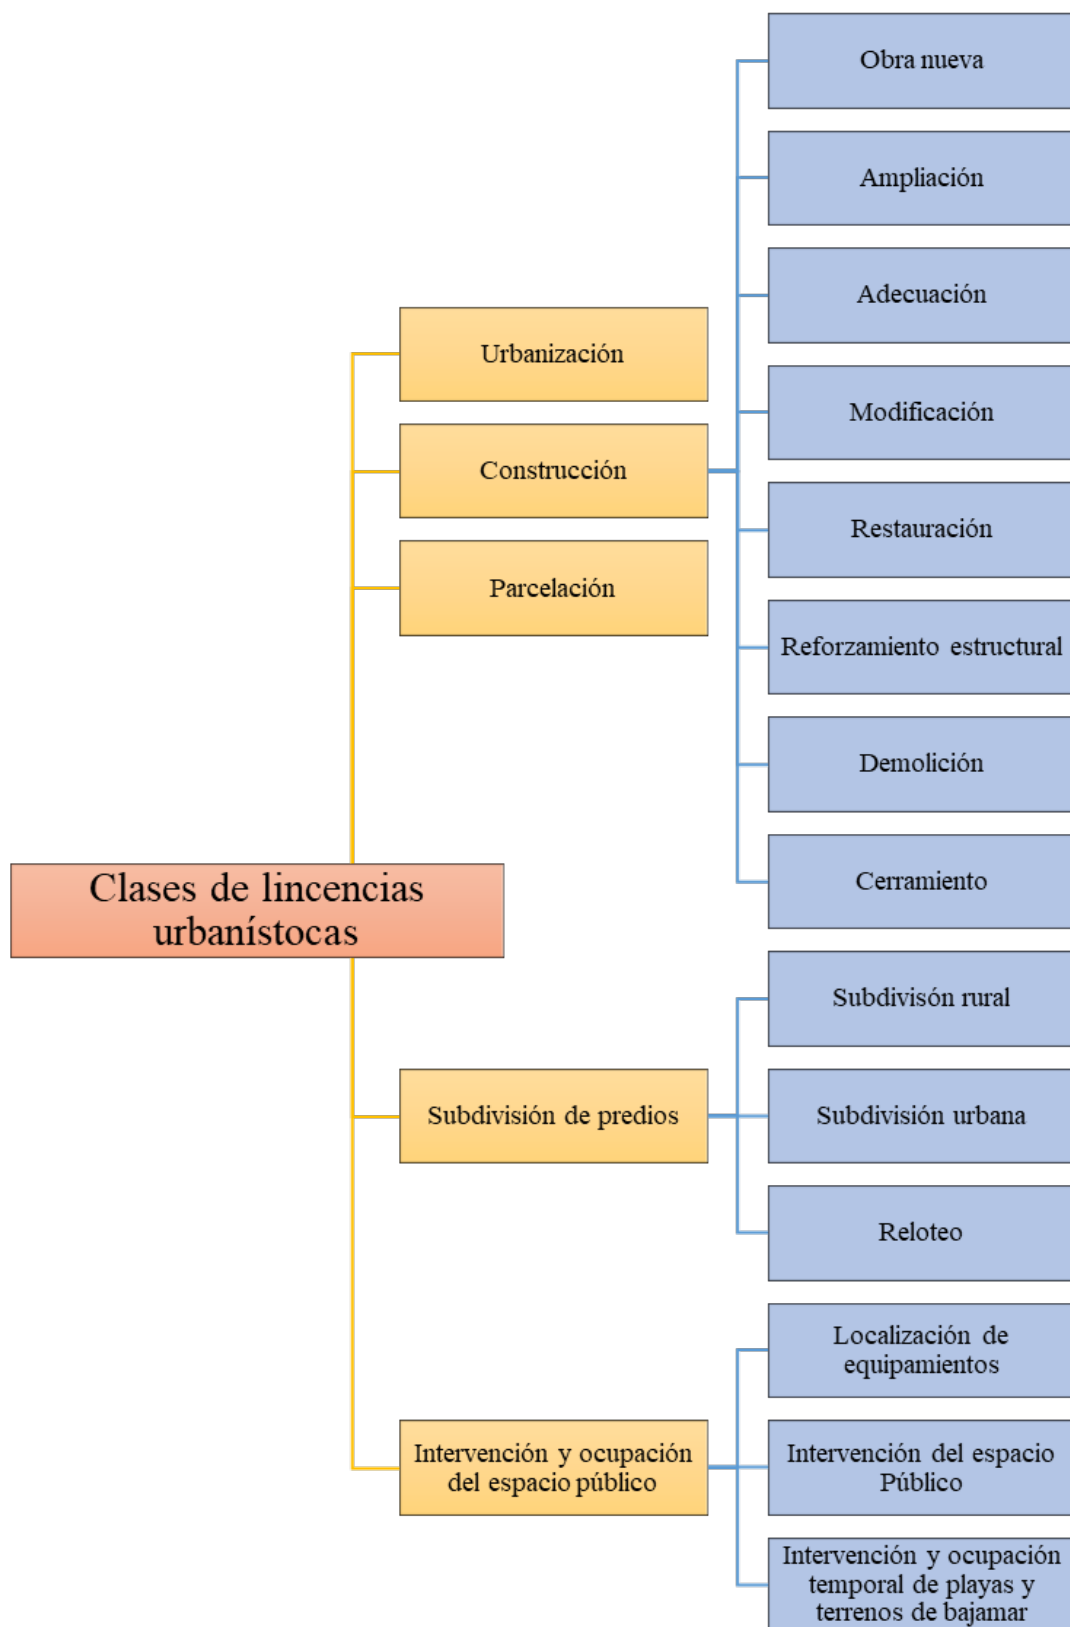 Clases de lincencias
urbanístocas
Urbanización
Construcción
Obra nueva
Ampliación
Adecuación
Modificación
Restauración
Reforzamiento estructural
Demolición
Cerramiento
Parcelación
Subdivisión de predios
Subdivisón rural
Subdivisión urbana
Reloteo
Intervención y ocupación
del espacio público
Localización de
equipamientos
Intervención del espacio
Público
Intervención y ocupación
temporal de playas y
terrenos de bajamar